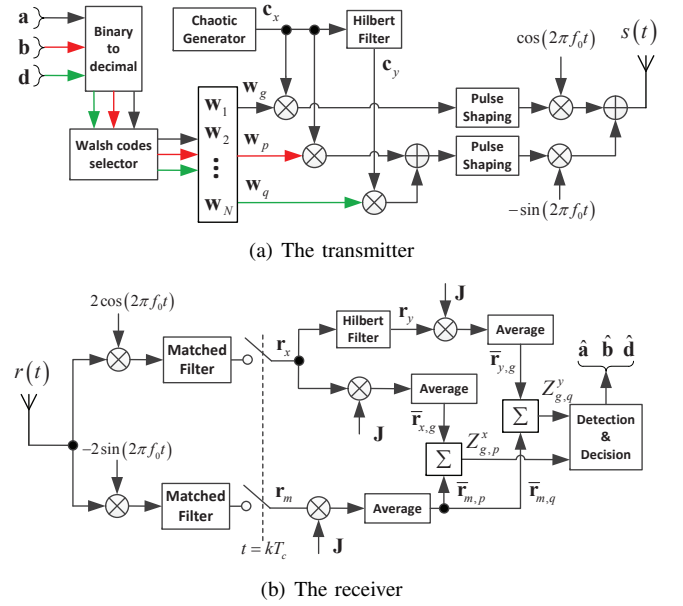 a
b
d
Binary
to
decimal
Walsh codes
selector
Chaotic
Generator
c_x
Hilbert
Filter
c_y
w_1
w_2
w_N
w_g
w_p
w_q
Pulse
Shaping
Pulse
Shaping
cos(2πf_0t)
−sin(2πf_0t)
s(t)
(a) The transmitter
r(t)
2cos(2πf_0t)
−2sin(2πf_0t)
Matched
Filter
Matched
Filter
t = kT_c
r_x
r_m
Hilbert
Filter
r_y
J
Average
r̄_{y,g}
J
Average
r̄_{x,g}
J
Average
r̄_{m,p}
r̄_{m,q}
Σ
Σ
Z^x_{g,p}
Z^y_{g,q}
â b̂ d̂
Detection
&
Decision
(b) The receiver